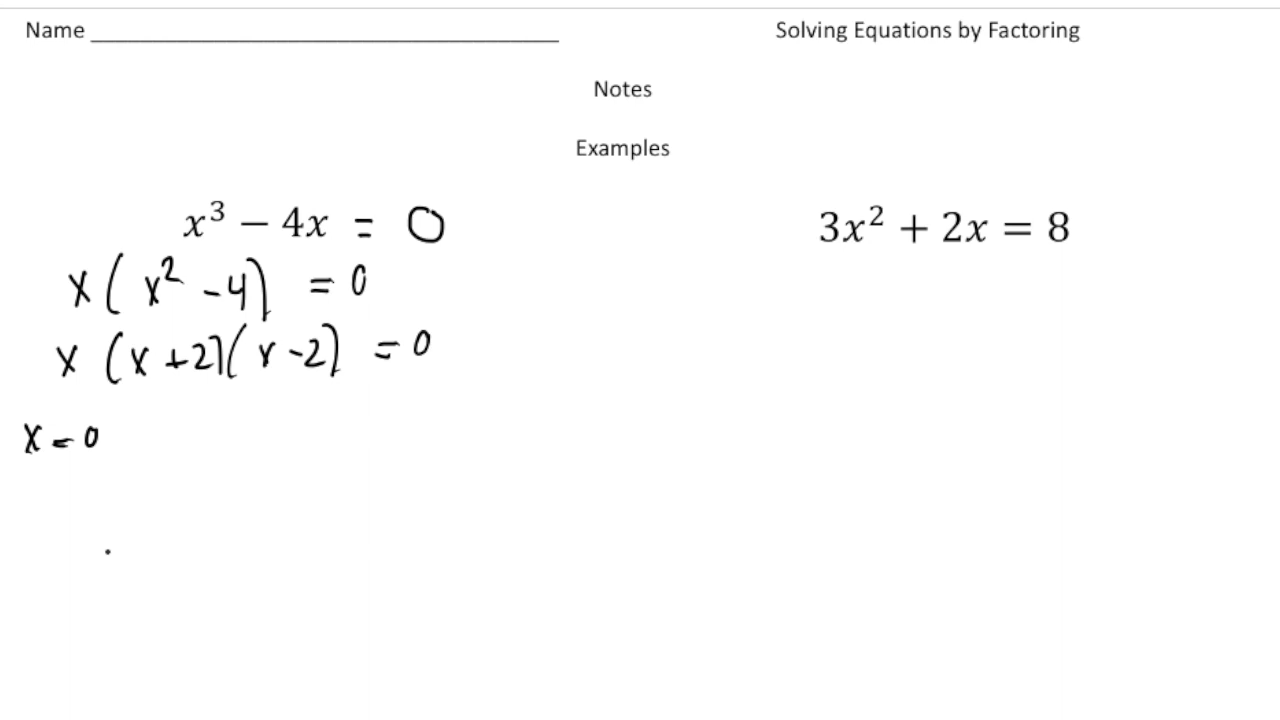 Name ________________________________________ Solving Equations by Factoring
Notes
Examples
x³ − 4x = 0
3x² + 2x = 8
x(x² - 4) = 0
x (x + 2)(x - 2) = 0
x = 0